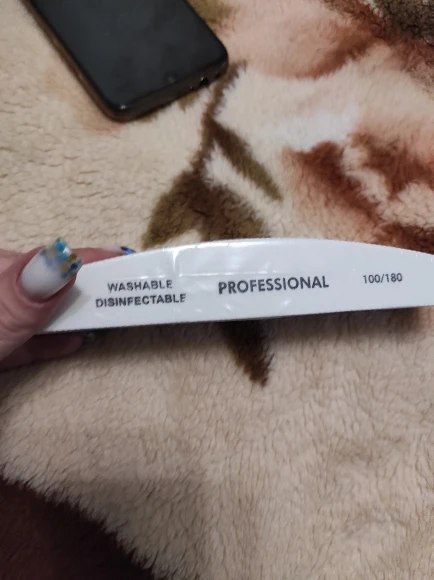 WASHABLE
DISINFECTABLE
PROFESSIONAL
100/180